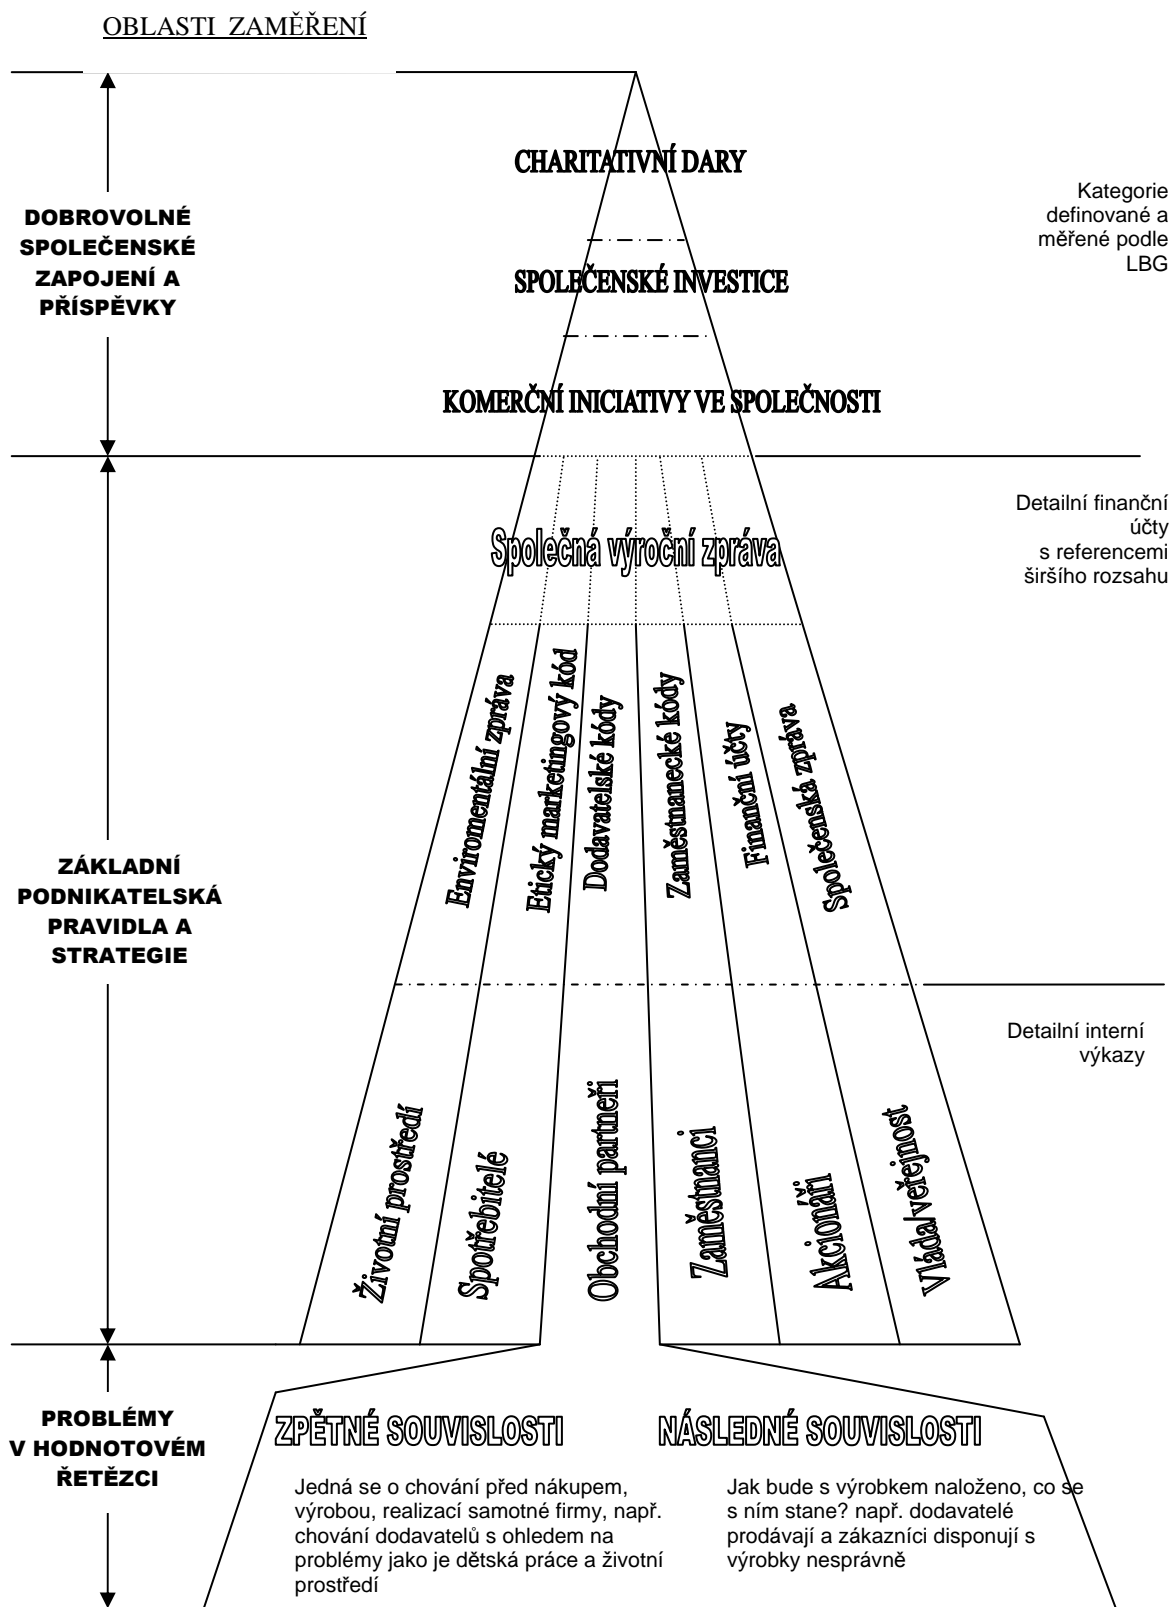 OBLASTI ZAMĚŘENÍ
CHARITATIVNÍ DARY
Kategorie
definované a
měřené podle
LBG
DOBROVOLNÉ
SPOLEČENSKÉ
ZAPOJENÍ A
PŘÍSPĚVKY
SPOLEČENSKÉ INVESTICE
KOMERČNÍ INICIATIVY VE SPOLEČNOSTI
Detailní finanční
účty
s referencemi
širšího rozsahu
Společná výroční zpráva
Enviromentální zpráva
Etický marketingový kód
Dodavatelské kódy
Zaměstnanecké kódy
Finanční účty
Společenská zpráva
ZÁKLADNÍ
PODNIKATELSKÁ
PRAVIDLA A
STRATEGIE
Detailní interní
výkazy
Životní prostředí
Spotřebitelé
Obchodní partneři
Zaměstnanci
Akcionáři
Vláda/veřejnost
PROBLÉMY
V HODNOTOVÉM
ŘETĚZCI
ZPĚTNÉ SOUVISLOSTI
Jedná se o chování před nákupem,
výrobou, realizací samotné firmy, např.
chování dodavatelů s ohledem na
problémy jako je dětská práce a životní
prostředí
NÁSLEDNÉ SOUVISLOSTI
Jak bude s výrobkem naloženo, co se
s ním stane? např. dodavatelé
prodávají a zákazníci disponují s
výrobky nesprávně